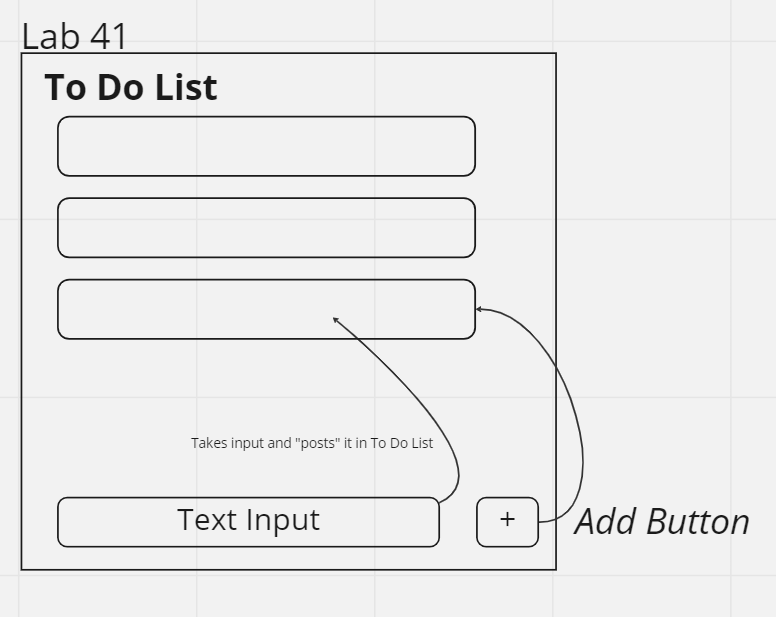 Lab 41
To Do List
Takes input and "posts" it in To Do List
Text Input
+
Add Button